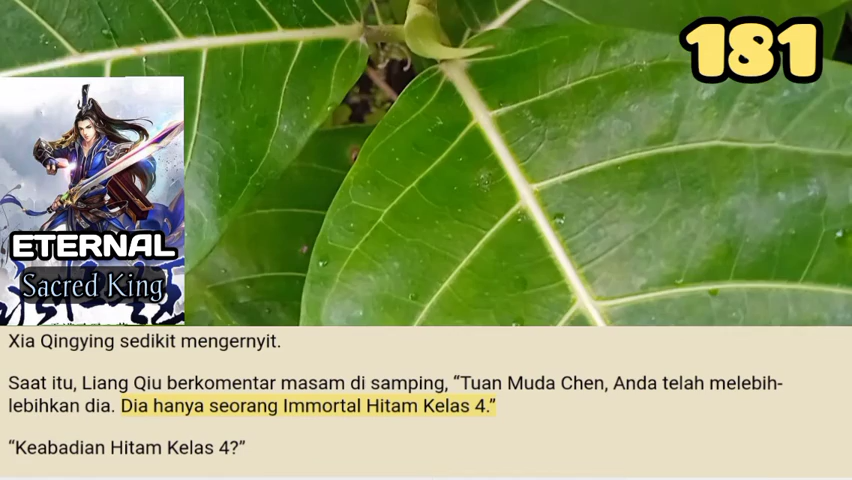 181
ETERNAL
Sacred King
Xia Qingying sedikit mengernyit.
Saat itu, Liang Qiu berkomentar masam di samping, “Tuan Muda Chen, Anda telah melebih-
lebihkan dia. Dia hanya seorang Immortal Hitam Kelas 4.”
“Keabadian Hitam Kelas 4?”